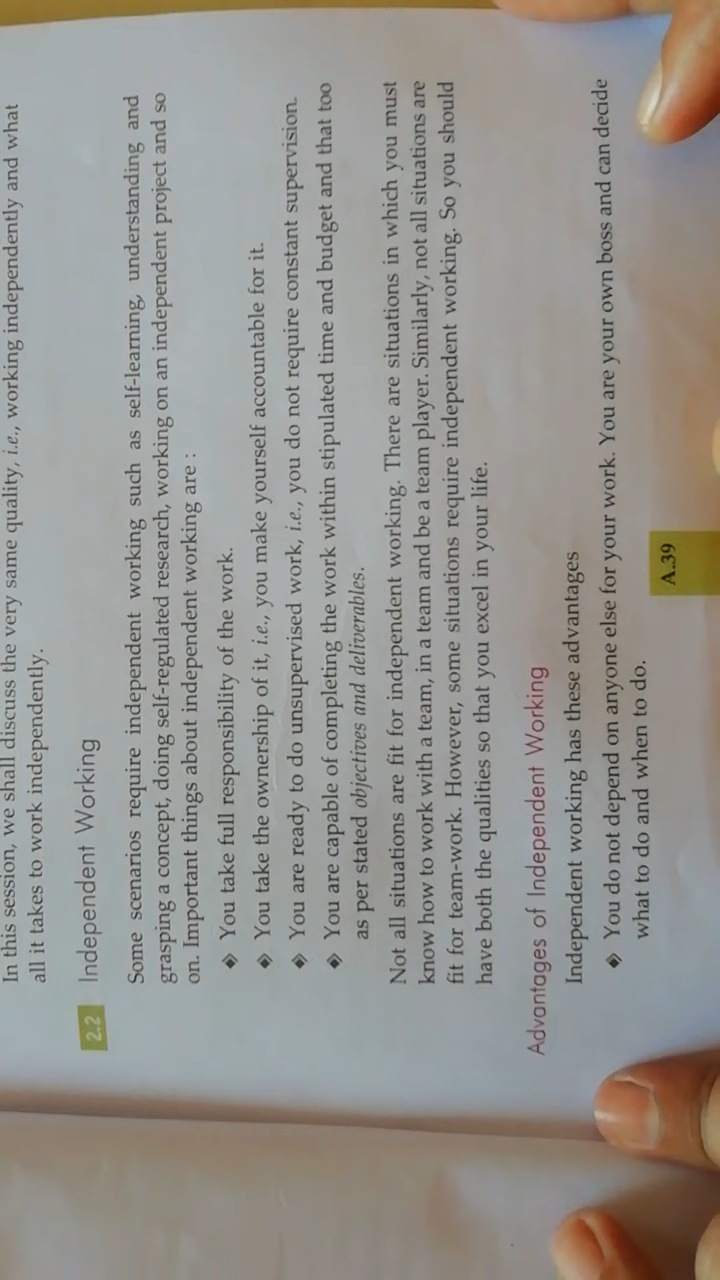 In this session, we shall discuss the very same quality, i.e., working independently and what
all it takes to work independently.
2.2 Independent Working
Some scenarios require independent working such as self-learning, understanding and
grasping a concept, doing self-regulated research, working on an independent project and so
on. Important things about independent working are :
◈ You take full responsibility of the work.
◈ You take the ownership of it, i.e., you make yourself accountable for it.
◈ You are ready to do unsupervised work, i.e., you do not require constant supervision.
◈ You are capable of completing the work within stipulated time and budget and that too
as per stated objectives and deliverables.
Not all situations are fit for independent working. There are situations in which you must
know how to work with a team, in a team and be a team player. Similarly, not all situations are
fit for team-work. However, some situations require independent working. So you should
have both the qualities so that you excel in your life.
Advantages of Independent Working
Independent working has these advantages
◈ You do not depend on anyone else for your work. You are your own boss and can decide
what to do and when to do.
A.39